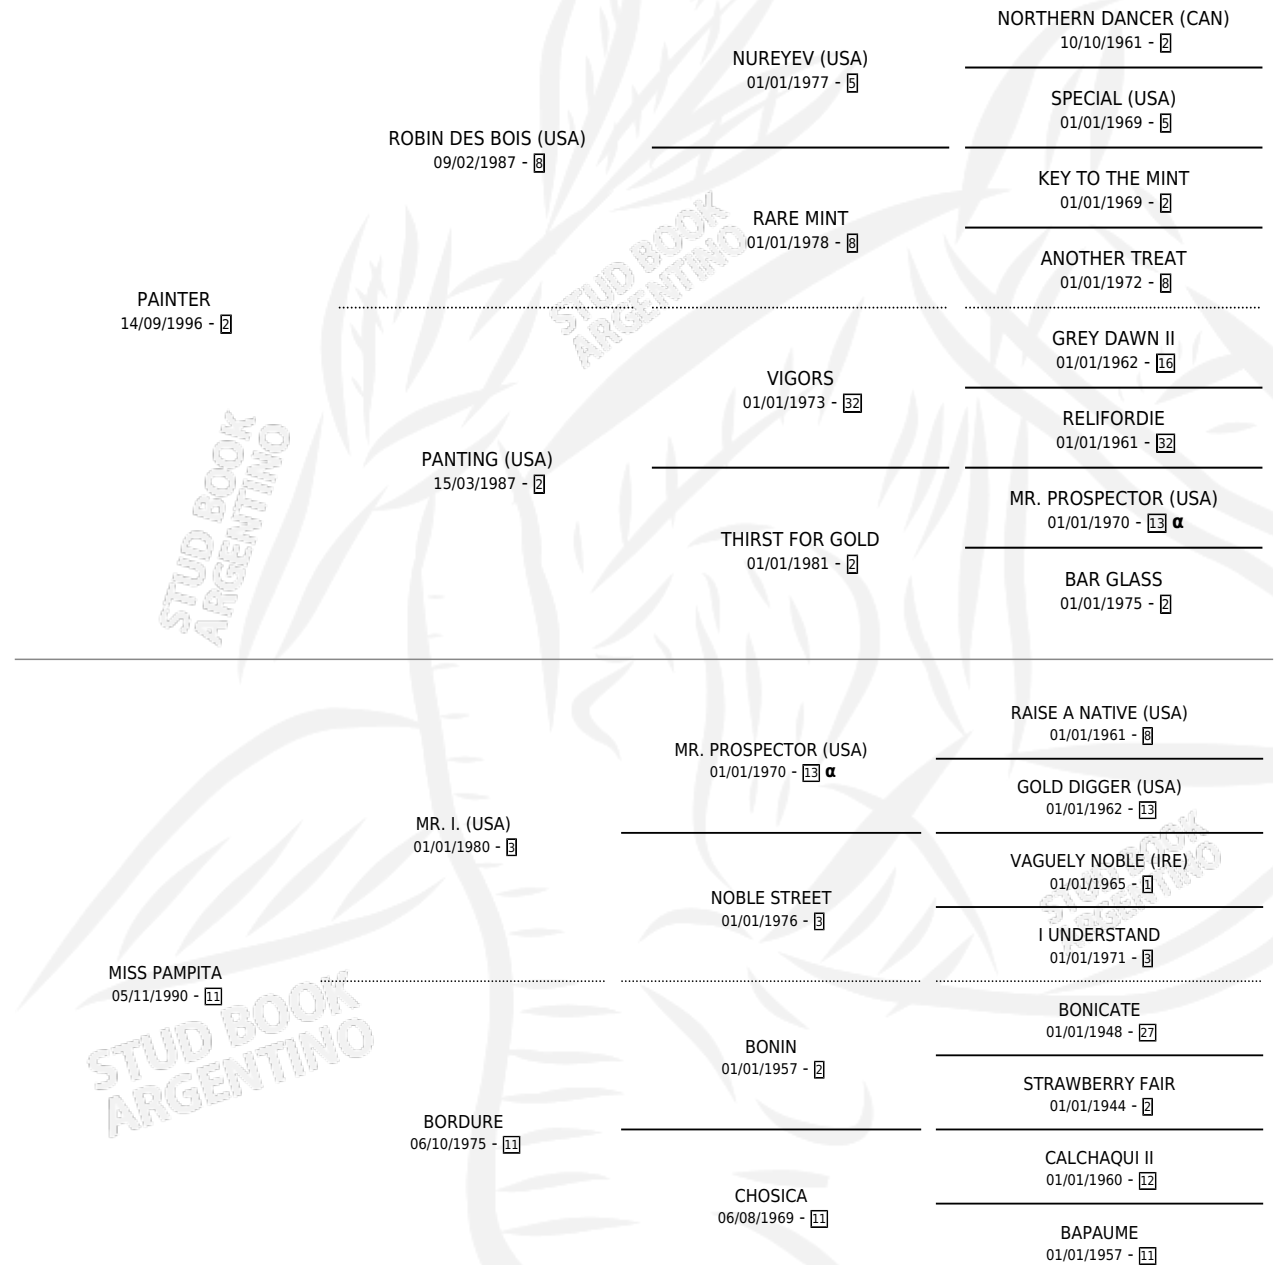 NORTHERN DANCER (CAN)
10/10/1961 - 2
NUREYEV (USA)
01/01/1977 - 5
SPECIAL (USA)
01/01/1969 - 5
ROBIN DES BOIS (USA)
09/02/1987 - 8
KEY TO THE MINT
01/01/1969 - 2
RARE MINT
01/01/1978 - 8
ANOTHER TREAT
01/01/1972 - 8
PAINTER
14/09/1996 - 2
GREY DAWN II
01/01/1962 - 16
VIGORS
01/01/1973 - 32
RELIFORDIE
01/01/1961 - 32
PANTING (USA)
15/03/1987 - 2
MR. PROSPECTOR (USA)
01/01/1970 - 13 α
THIRST FOR GOLD
01/01/1981 - 2
BAR GLASS
01/01/1975 - 2
RAISE A NATIVE (USA)
01/01/1961 - 8
MR. PROSPECTOR (USA)
01/01/1970 - 13 α
GOLD DIGGER (USA)
01/01/1962 - 13
MR. I. (USA)
01/01/1980 - 3
VAGUELY NOBLE (IRE)
01/01/1965 - 1
NOBLE STREET
01/01/1976 - 3
I UNDERSTAND
01/01/1971 - 3
MISS PAMPITA
05/11/1990 - 11
BONICATE
01/01/1948 - 27
BONIN
01/01/1957 - 2
STRAWBERRY FAIR
01/01/1944 - 2
BORDURE
06/10/1975 - 11
CALCHAQUI II
01/01/1960 - 12
CHOSICA
06/08/1969 - 11
BAPAUME
01/01/1957 - 11
STUD BOOK
ARGENTINO
STUD BOOK
ARGENTINO
STUD BOOK
ARGENTINO
STUD BOOK
ARGENTINO